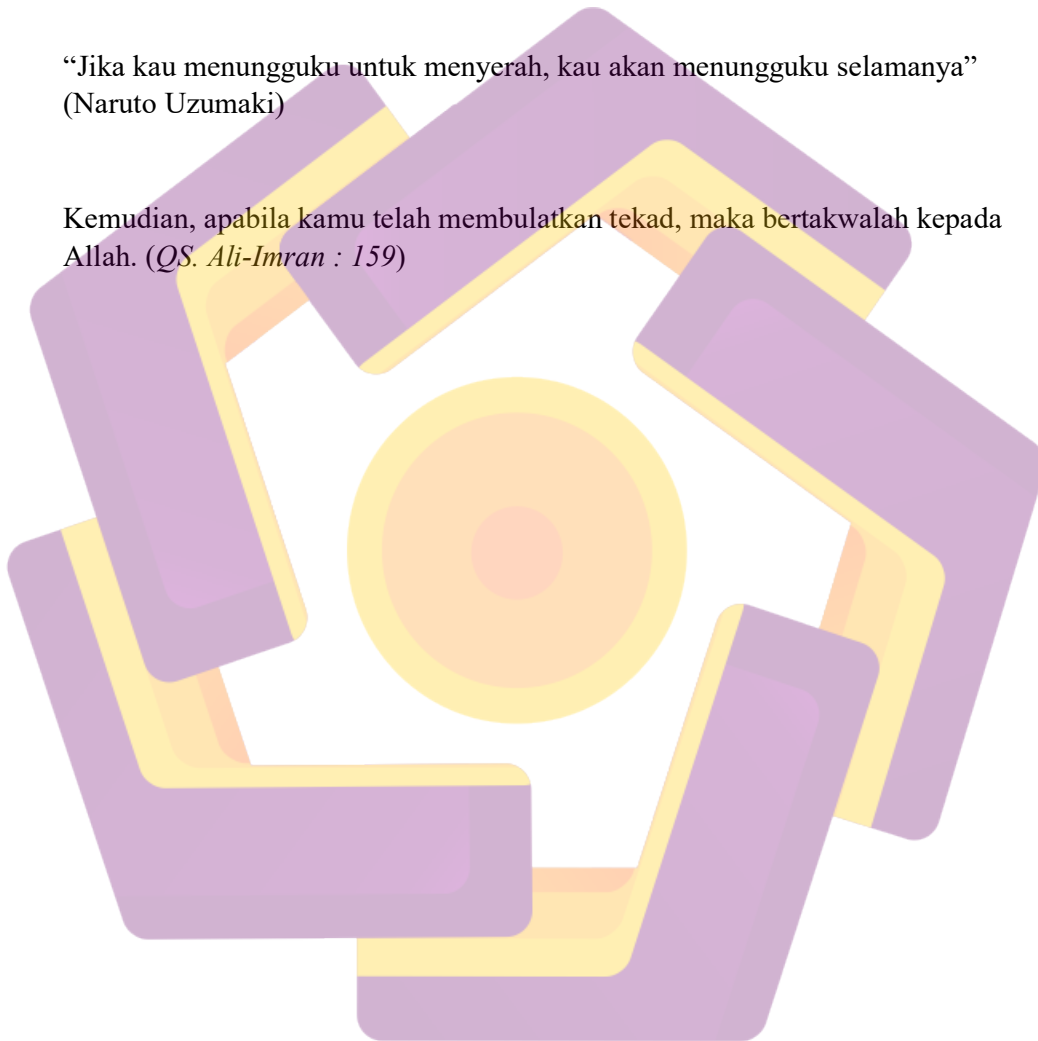 “Jika kau menungguku untuk menyerah, kau akan menungguku selamanya”
(Naruto Uzumaki)
Kemudian, apabila kamu telah membulatkan tekad, maka bertakwalah kepada
Allah. (QS. Ali-Imran : 159)